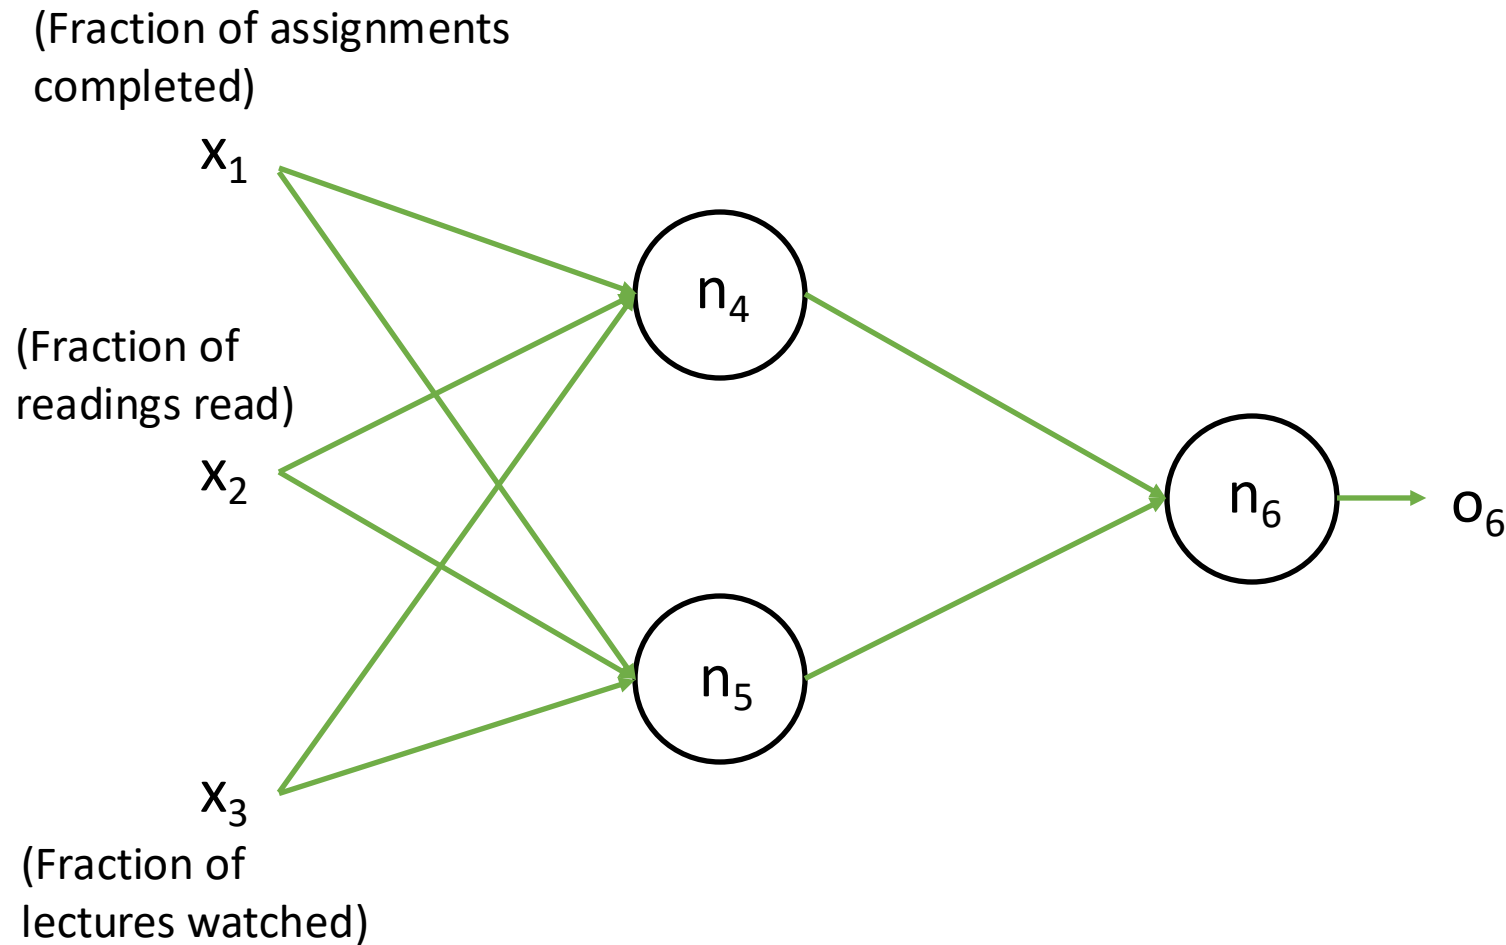 (Fraction of assignments
completed)
x₁
n₄
(Fraction of
readings read)
x₂
n₆
o₆
n₅
x₃
(Fraction of
lectures watched)